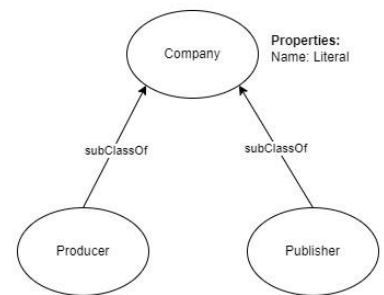 Company
Properties:
Name: Literal
subClassOf
subClassOf
Producer
Publisher